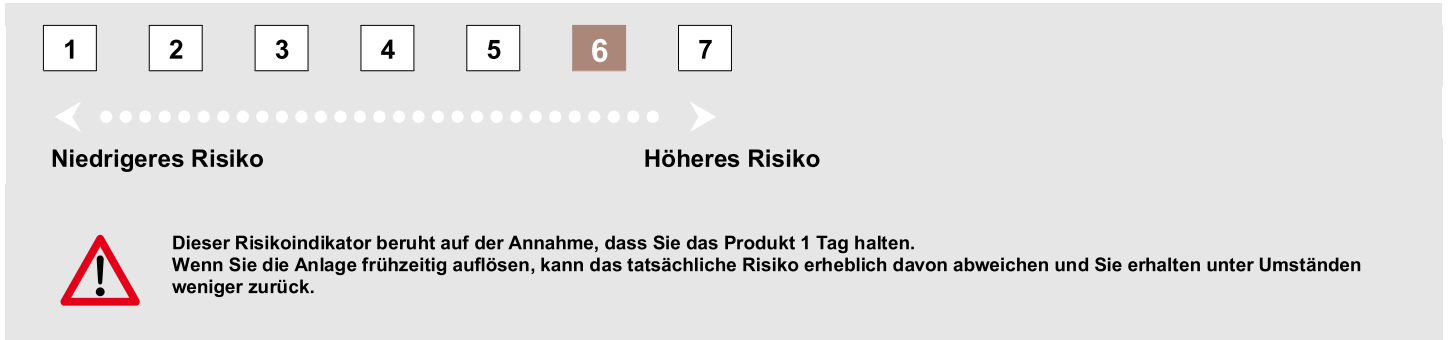 1 2 3 4 5 6 7
Niedrigeres Risiko Höheres Risiko
Dieser Risikoindikator beruht auf der Annahme, dass Sie das Produkt 1 Tag halten.
Wenn Sie die Anlage frühzeitig auflösen, kann das tatsächliche Risiko erheblich davon abweichen und Sie erhalten unter Umständen
weniger zurück.